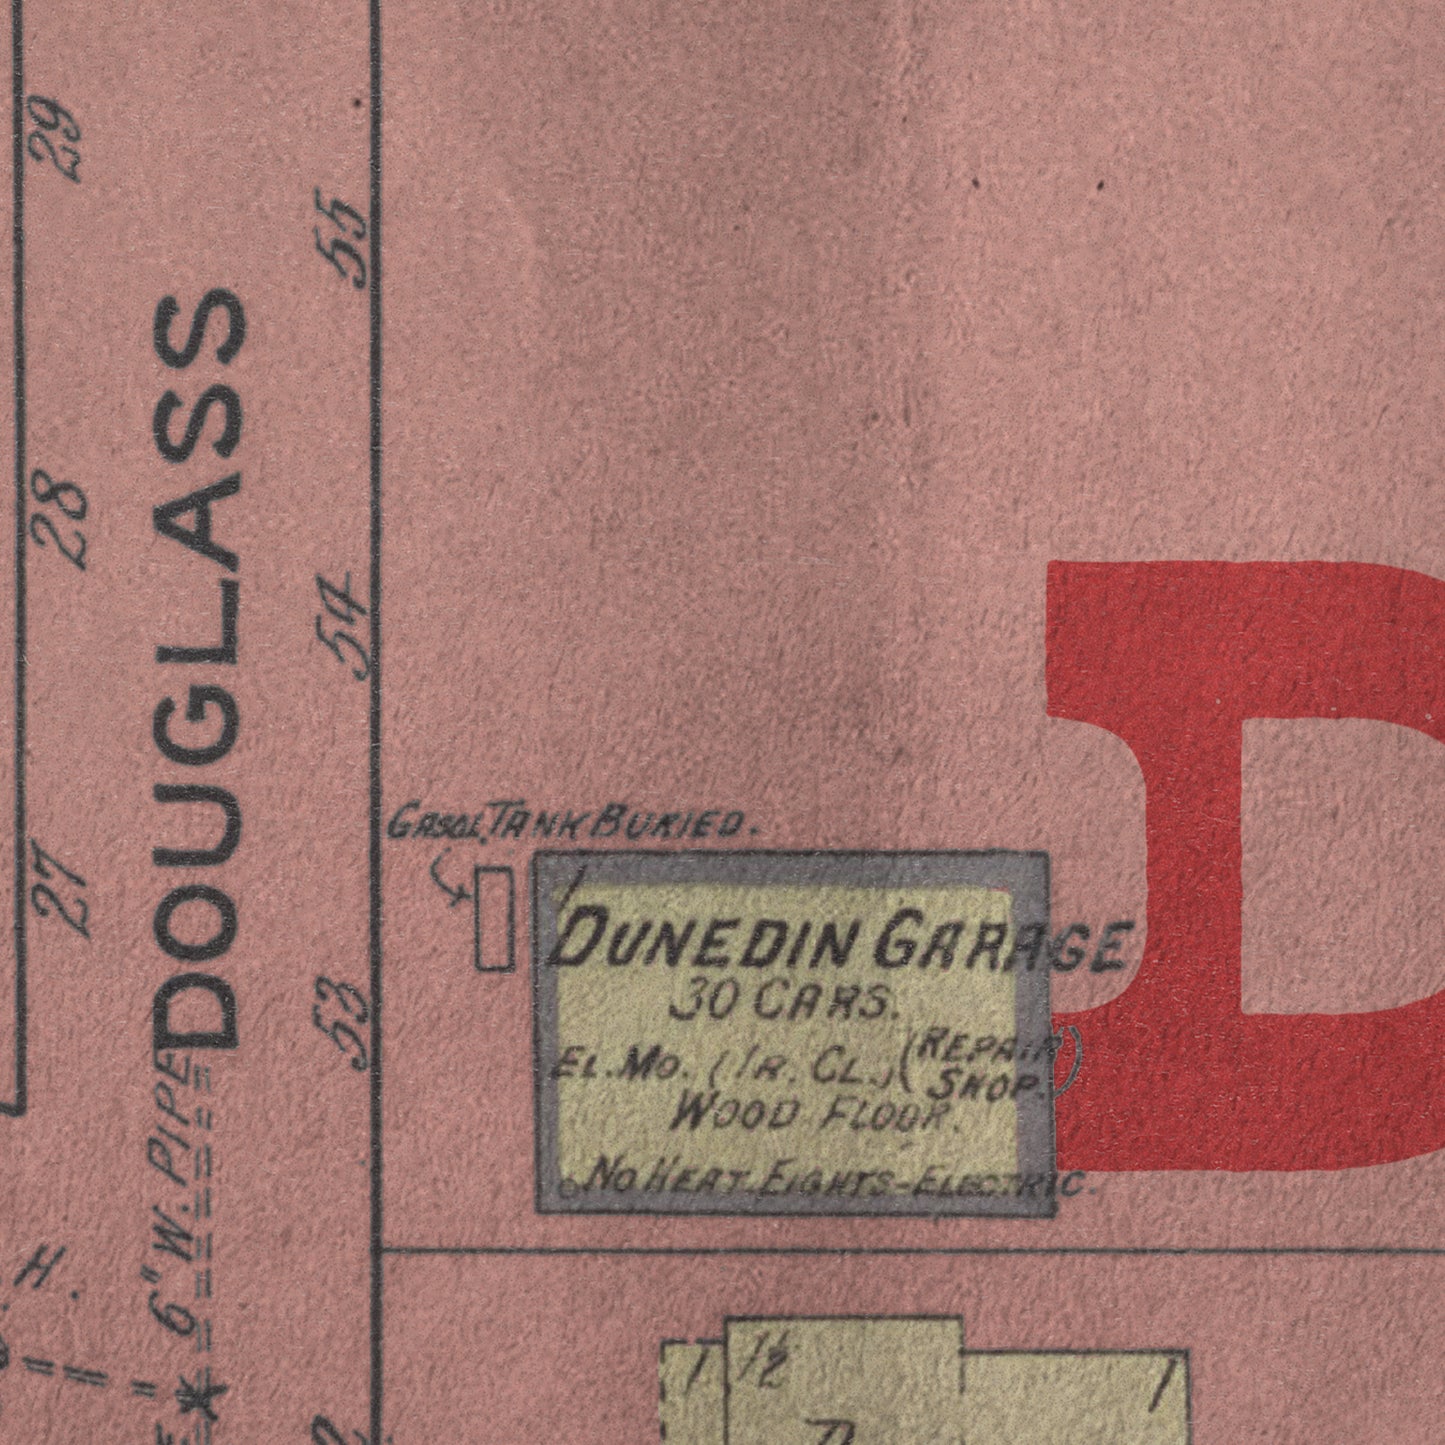 29
55
DOUGLASS
28
54
27
53
GASOL. TANK BURIED.
1
DUNEDIN GARAGE
30 CARS.
EL. MO. (IR. CL.) (REPAIR
SHOP.)
WOOD FLOOR.
NO HEAT. LIGHTS-ELECTRIC.
6" W. PIPE
H.
1
1½
1
D